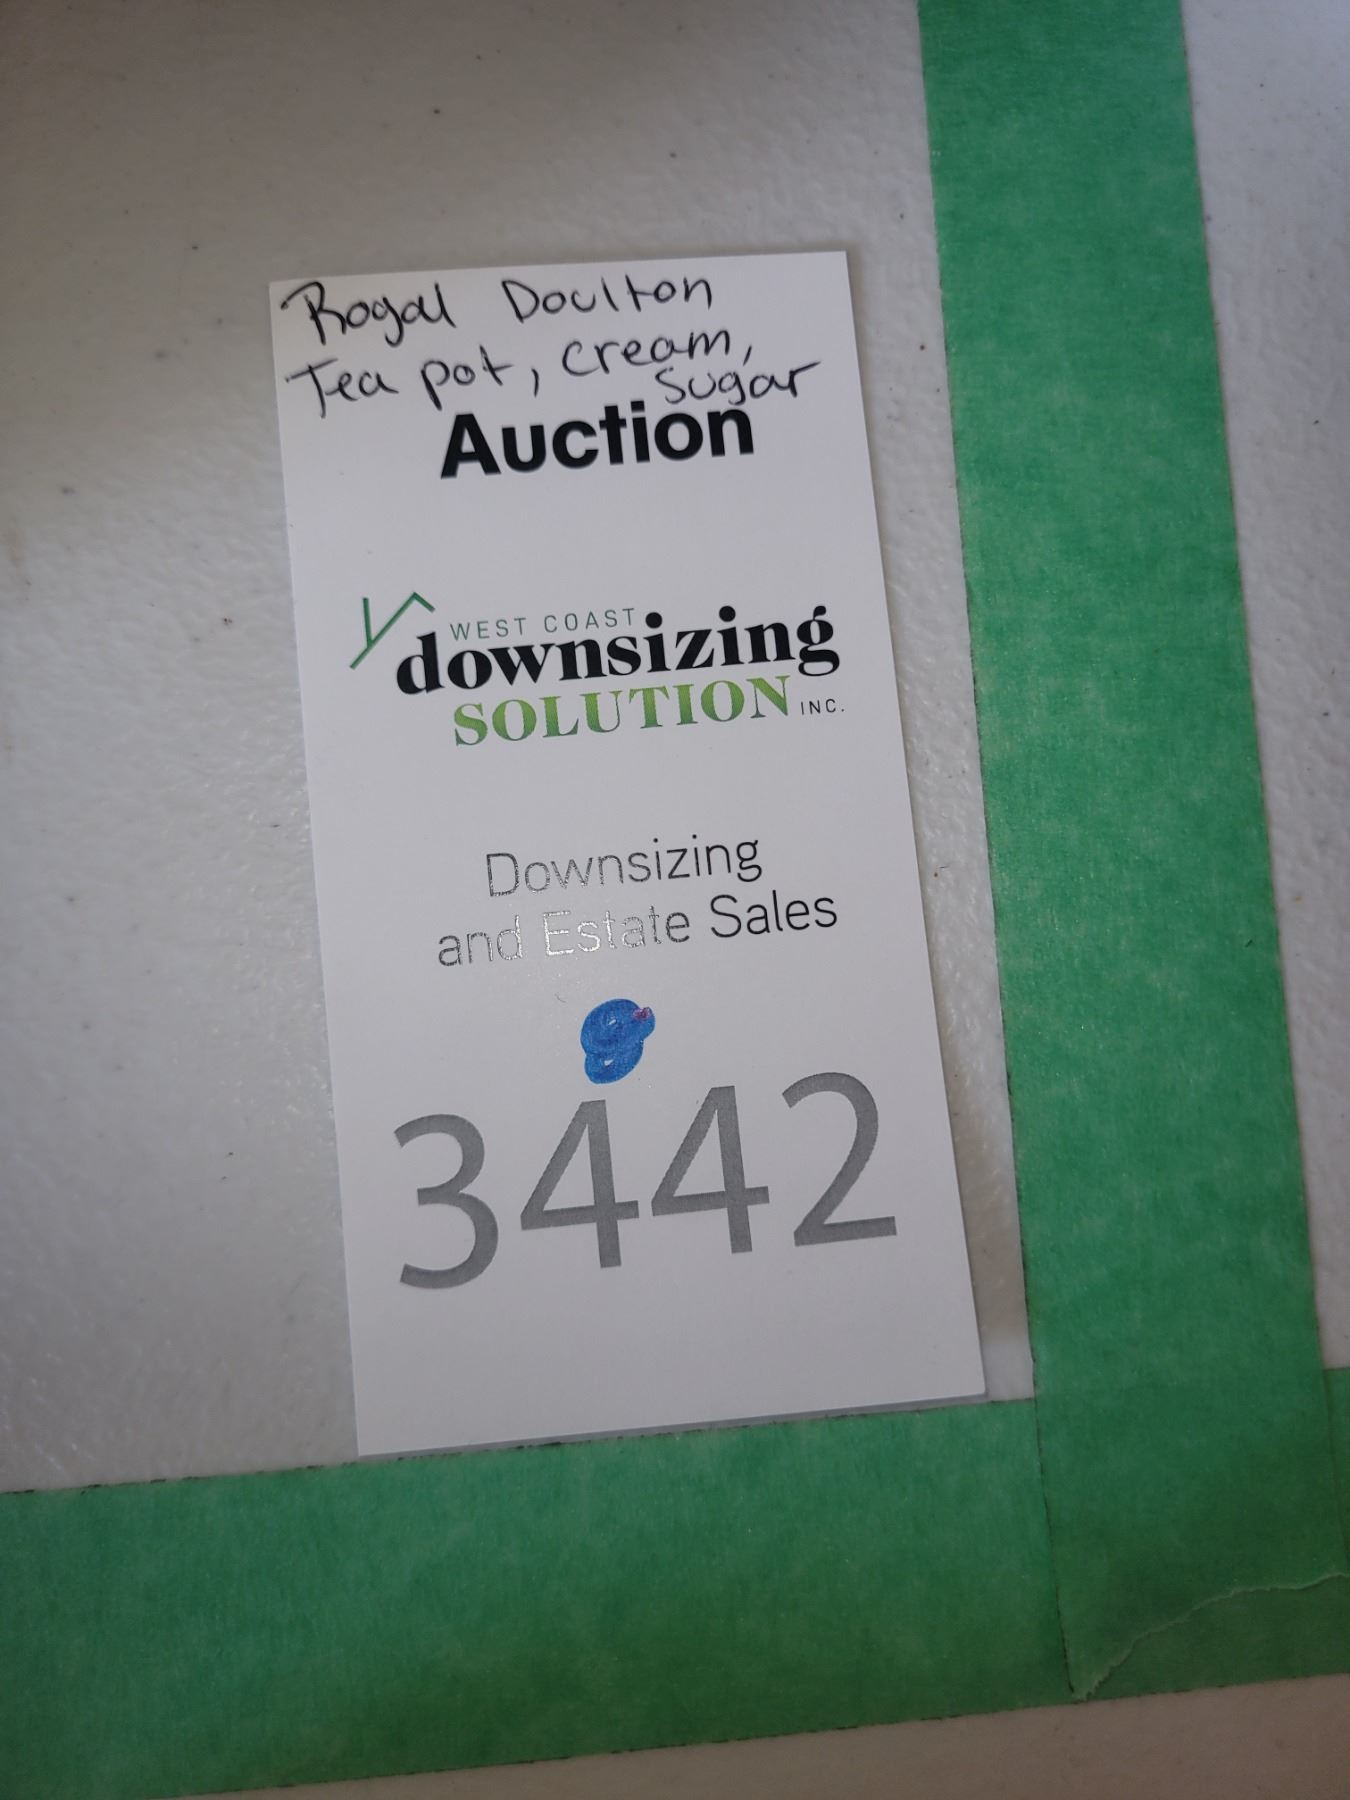 Royal Doulton
Tea pot, cream,
sugar
Auction
WEST COAST
downsizing
SOLUTION INC.
Downsizing
and Estate Sales
3442